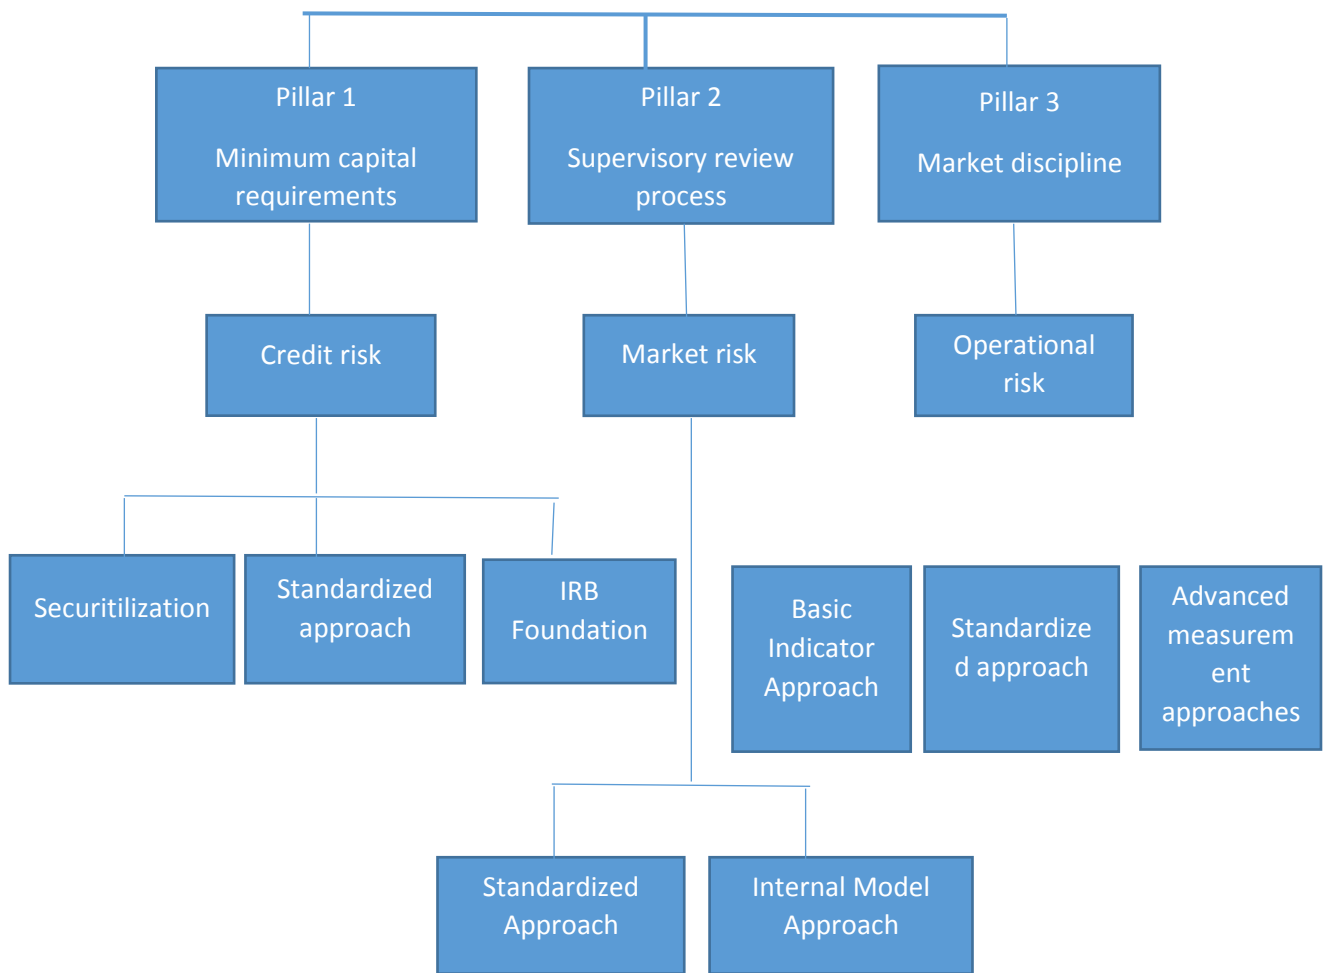 Pillar 1
Minimum capital
requirements
Pillar 2
Supervisory review
process
Pillar 3
Market discipline
Credit risk
Market risk
Operational
risk
Securitilization
Standardized
approach
IRB
Foundation
Basic
Indicator
Approach
Standardize
d approach
Advanced
measurem
ent
approaches
Standardized
Approach
Internal Model
Approach